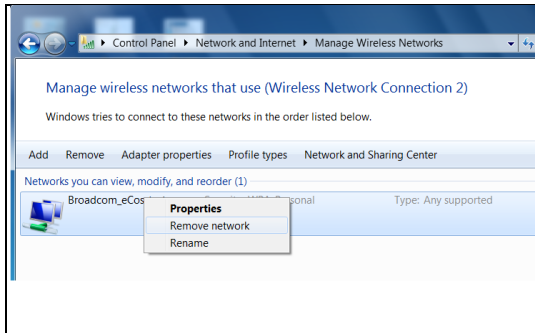 Control Panel ▸ Network and Internet ▸ Manage Wireless Networks
Manage wireless networks that use (Wireless Network Connection 2)
Windows tries to connect to these networks in the order listed below.
Add Remove Adapter properties Profile types Network and Sharing Center
Networks you can view, modify, and reorder (1)
Type: Any supported
Properties
Remove network
Rename